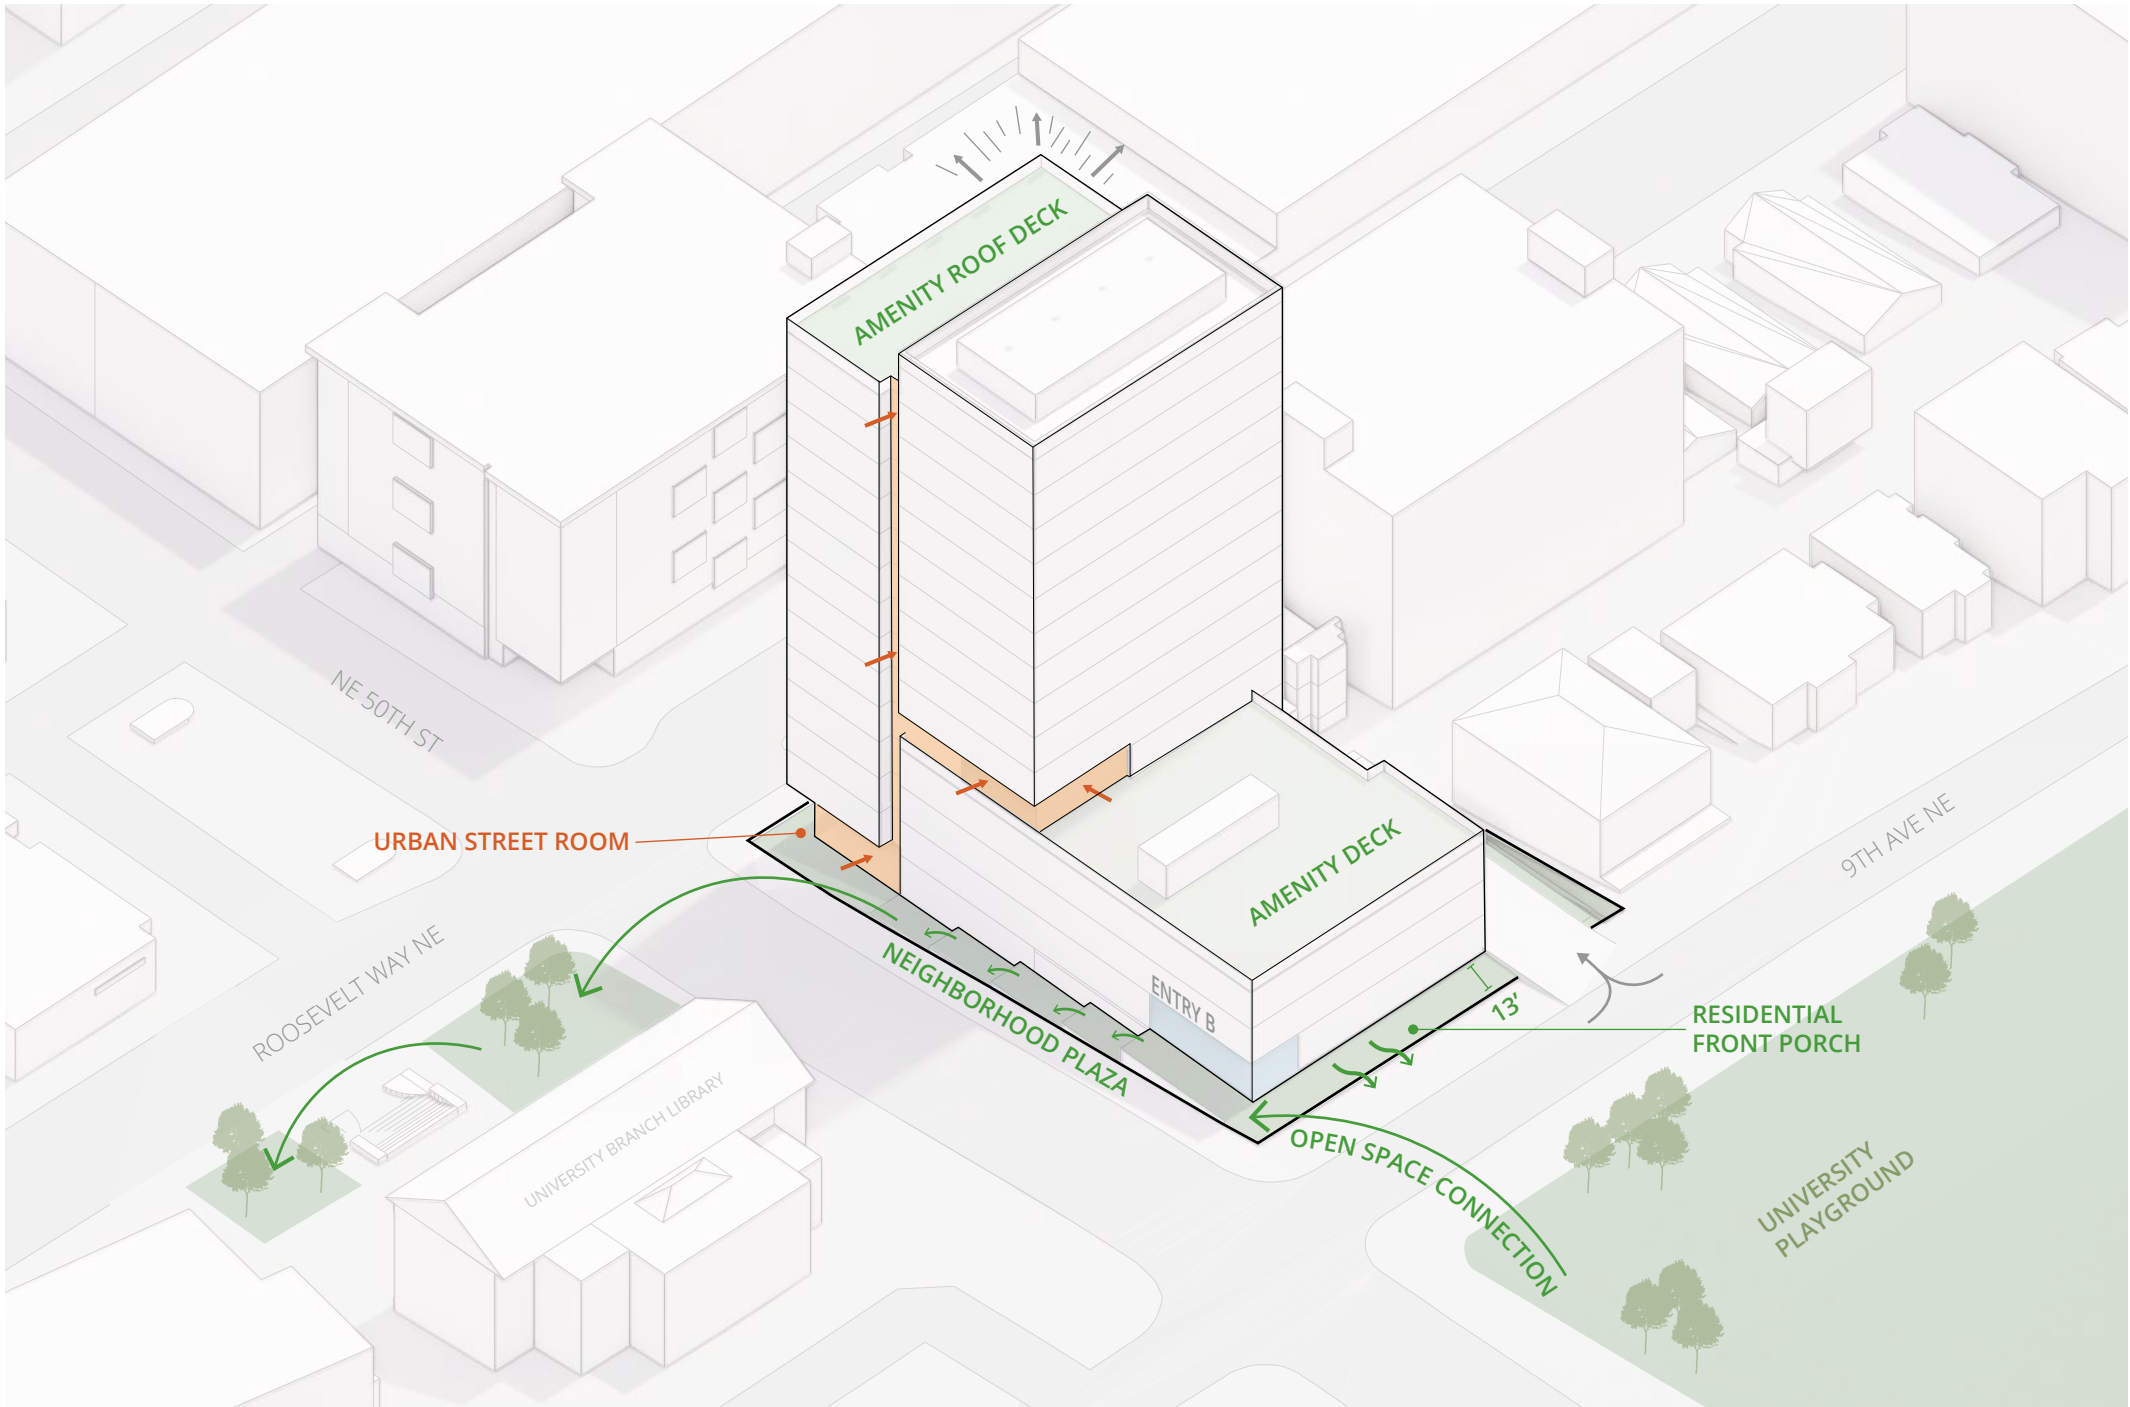 AMENITY ROOF DECK
NE 50TH ST
URBAN STREET ROOM
9TH AVE NE
AMENITY DECK
ROOSEVELT WAY NE
NEIGHBORHOOD PLAZA
ENTRY B
13'
RESIDENTIAL
FRONT PORCH
UNIVERSITY BRANCH LIBRARY
OPEN SPACE CONNECTION
UNIVERSITY
PLAYGROUND